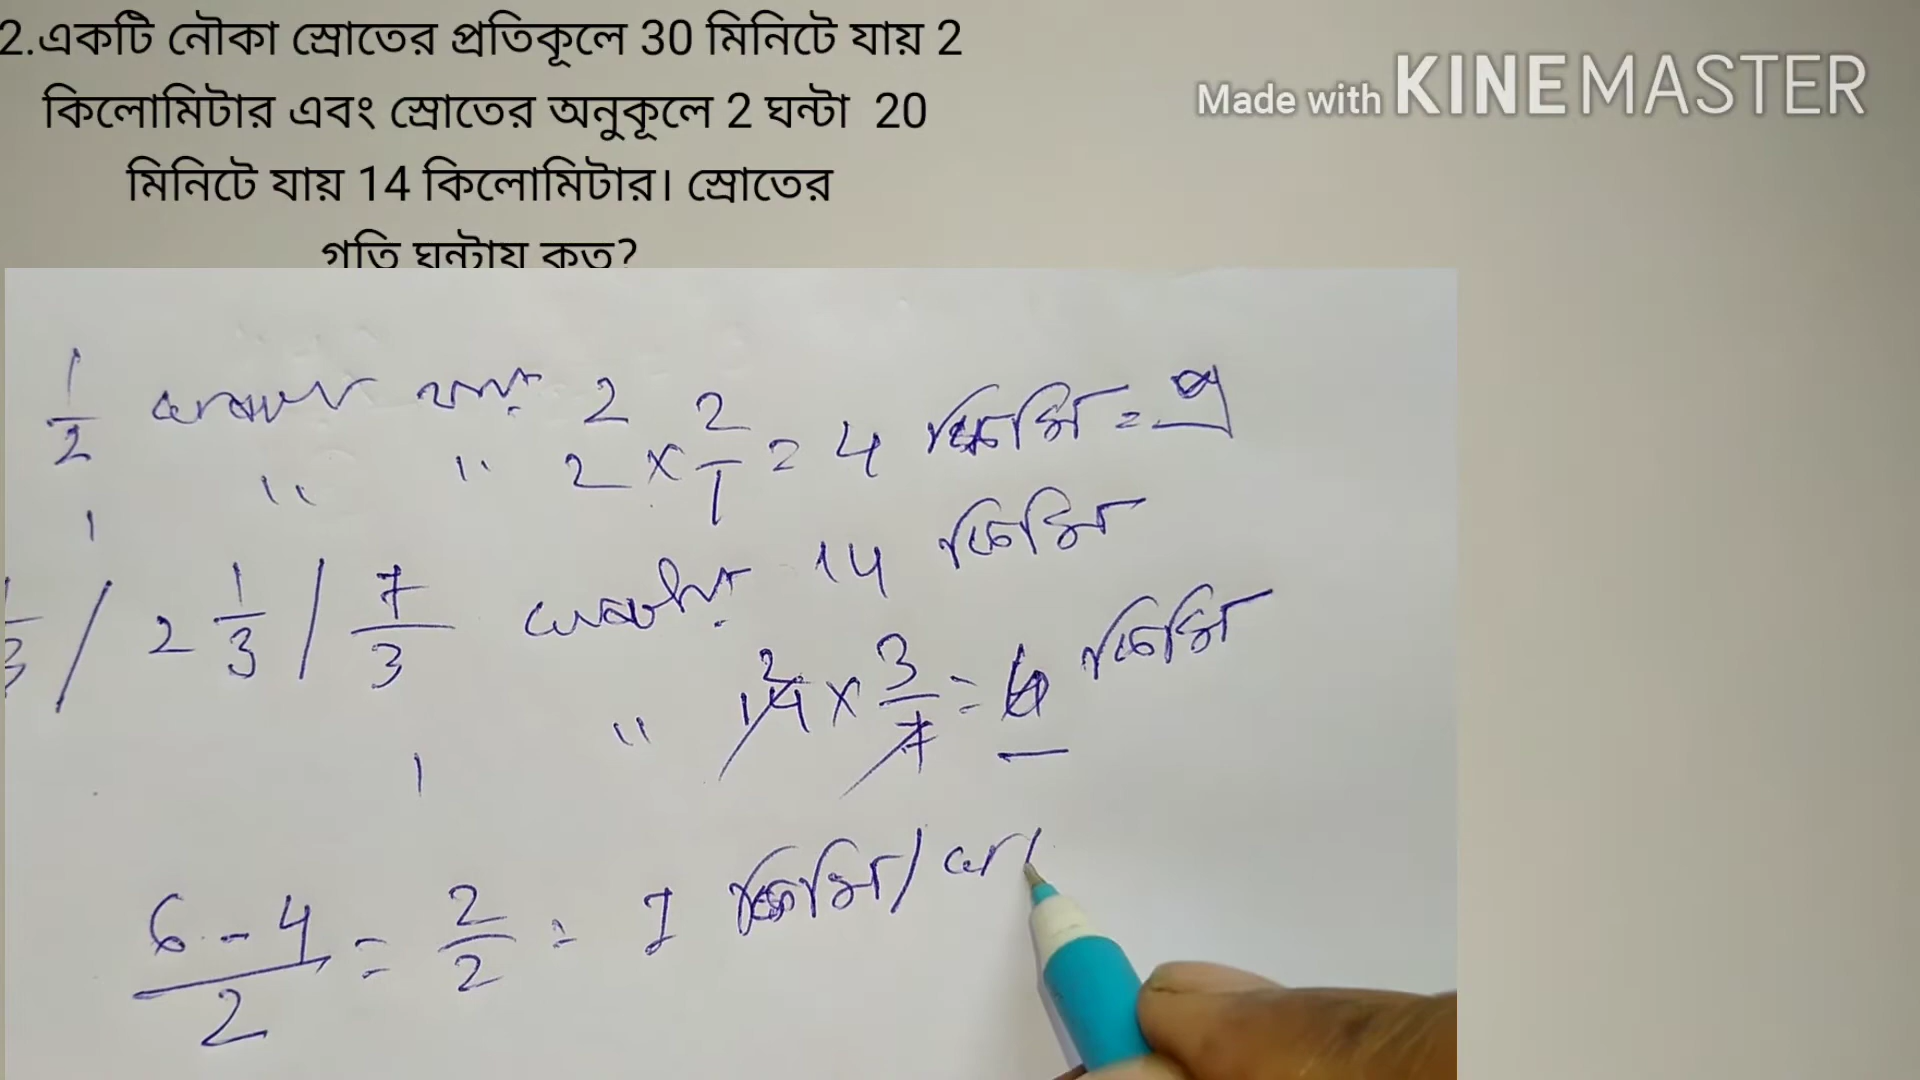 2.একটি নৌকা স্রোতের প্রতিকূলে 30 মিনিটে যায় 2
কিলোমিটার এবং স্রোতের অনুকূলে 2 ঘন্টা 20
মিনিটে যায় 14 কিলোমিটার। স্রোতের
গতি ঘন্টায় কত?
Made with KINEMASTER
1/2 যায় 2
1 " " 2 × 2/1 = 4 কিমি =
/ 2 1/3 / 7/3 ঘন্টায় 14 কিমি
1 " 14 × 3/7 = 6 কিমি
6 - 4 / 2 = 2/2 = 1 কিমি/